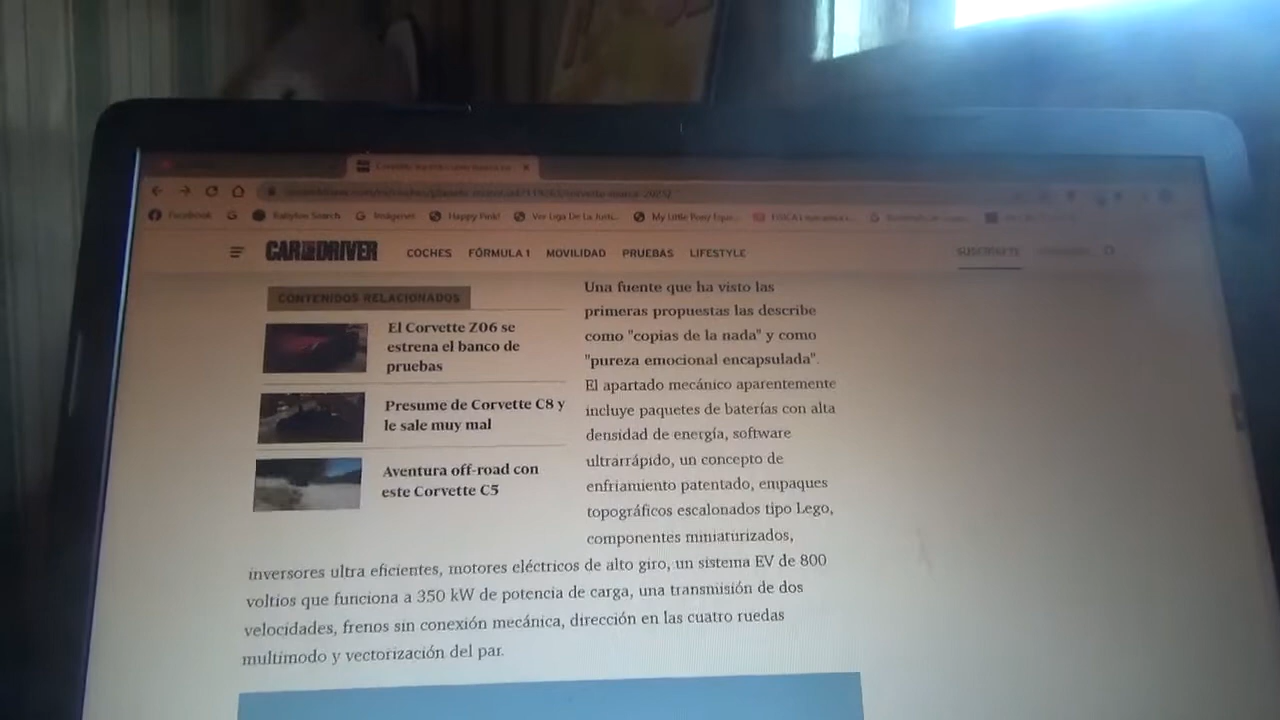 Facebook
Babylon Search
Imágenes
Happy Pink!
Ver Liga De La Justi...
My Little Pony Eque...
CAR AND DRIVER
COCHES
FÓRMULA 1
MOVILIDAD
PRUEBAS
LIFESTYLE
SUSCRÍBETE
CONTENIDOS RELACIONADOS
El Corvette Z06 se
estrena el banco de
pruebas
Presume de Corvette C8 y
le sale muy mal
Aventura off-road con
este Corvette C5
Una fuente que ha visto las
primeras propuestas las describe
como "copias de la nada" y como
"pureza emocional encapsulada".
El apartado mecánico aparentemente
incluye paquetes de baterías con alta
densidad de energía, software
ultrarrápido, un concepto de
enfriamiento patentado, empaques
topográficos escalonados tipo Lego,
componentes miniaturizados,
inversores ultra eficientes, motores eléctricos de alto giro, un sistema EV de 800
voltios que funciona a 350 kW de potencia de carga, una transmisión de dos
velocidades, frenos sin conexión mecánica, dirección en las cuatro ruedas
multimodo y vectorización del par.